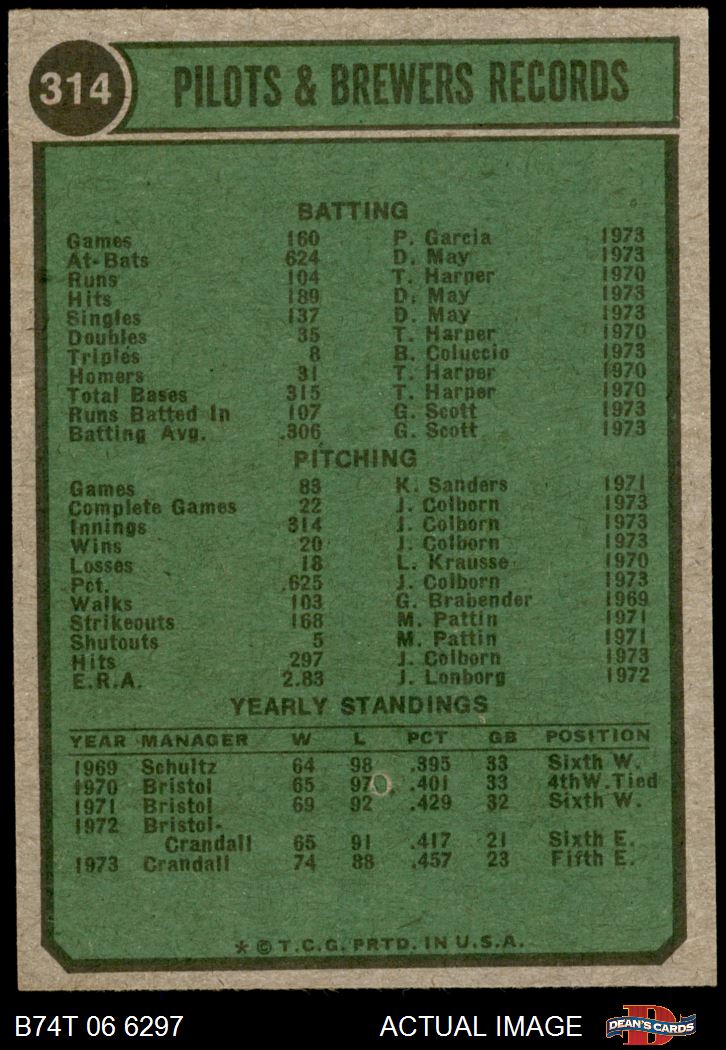 314 PILOTS & BREWERS RECORDS
BATTING
Games 160 P. Garcia 1973
At-Bats 624 D. May 1973
Runs 104 T. Harper 1970
Hits 189 D. May 1973
Singles 137 D. May 1973
Doubles 35 T. Harper 1970
Triples 8 B. Coluccio 1973
Homers 31 T. Harper 1970
Total Bases 315 T. Harper 1970
Runs Batted In 107 G. Scott 1973
Batting Avg. .306 G. Scott 1973
PITCHING
Games 83 K. Sanders 1971
Complete Games 22 J. Colborn 1973
Innings 314 J. Colborn 1973
Wins 20 J. Colborn 1973
Losses 18 L. Krausse 1970
Pct. .625 J. Colborn 1973
Walks 103 G. Brabender 1969
Strikeouts 168 M. Pattin 1971
Shutouts 5 M. Pattin 1971
Hits 297 J. Colborn 1973
E.R.A. 2.83 J. Lonborg 1972
YEARLY STANDINGS
YEAR MANAGER W L PCT GB POSITION
1969 Schultz 64 98 .395 33 Sixth W.
1970 Bristol 65 97 .401 33 4thW.Tied
1971 Bristol 69 92 .429 32 Sixth W.
1972 Bristol-
Crandall 65 91 .417 21 Sixth E.
1973 Crandall 74 88 .457 23 Fifth E.
* © T.C.G. PRTD. IN U.S.A.
B74T 06 6297 ACTUAL IMAGE D DEAN'S CARDS